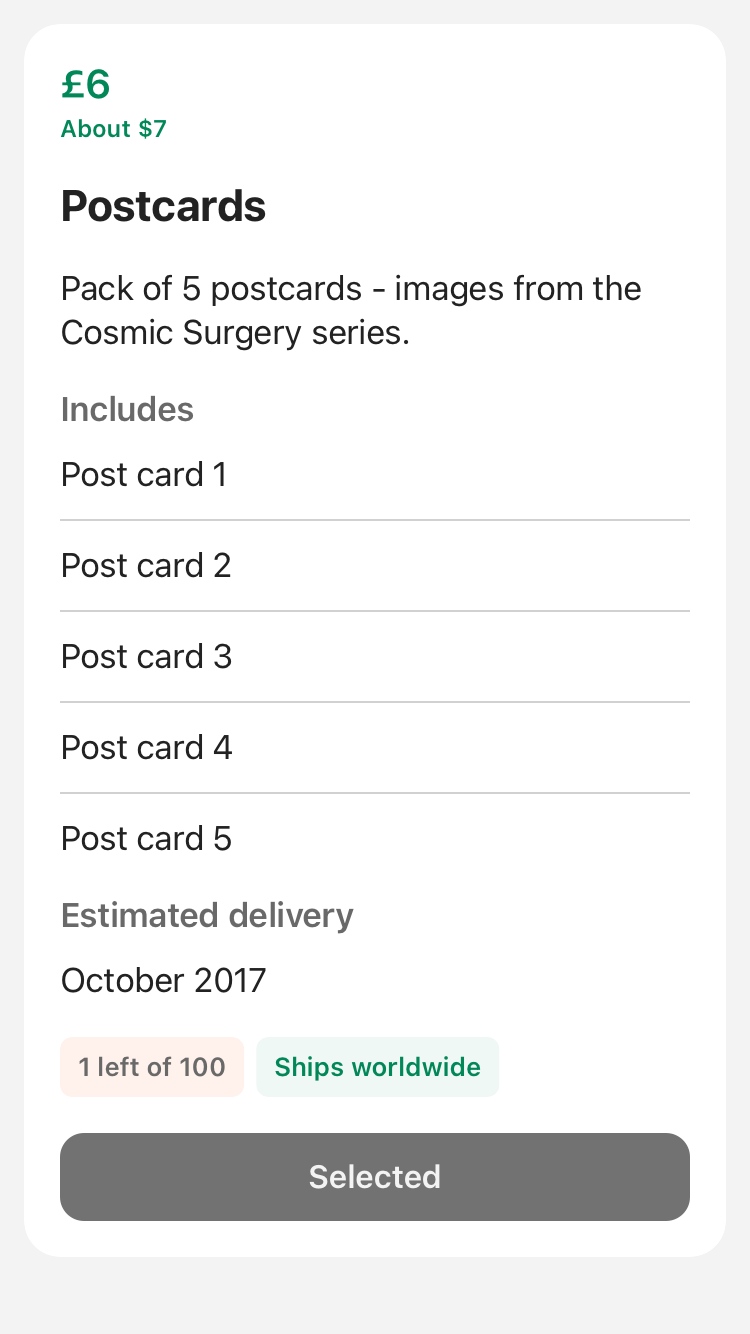 £6
About $7
Postcards
Pack of 5 postcards - images from the
Cosmic Surgery series.
Includes
Post card 1
Post card 2
Post card 3
Post card 4
Post card 5
Estimated delivery
October 2017
1 left of 100
Ships worldwide
Selected